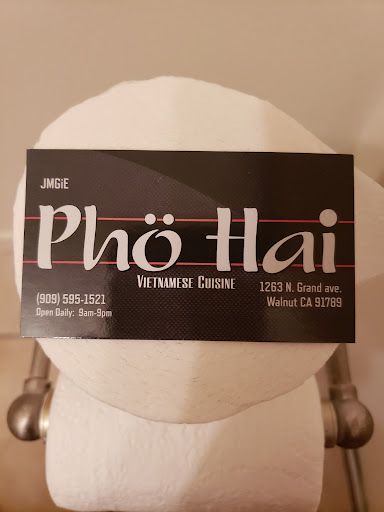 JMGiE
Phö Hai
VIETNAMESE CUISINE
(909) 595-1521
Open Daily: 9am-9pm
1263 N. Grand ave.
Walnut CA 91789